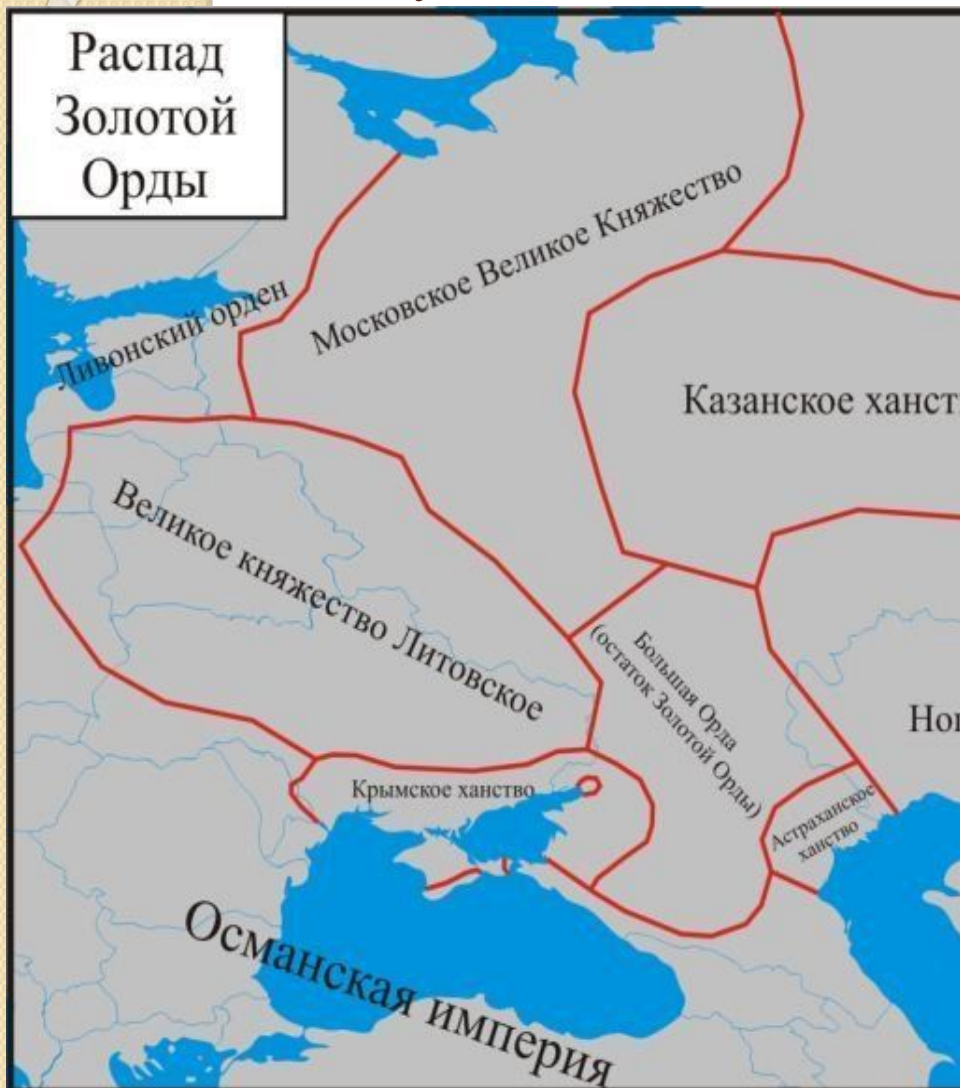 Распад
Золотой
Орды
Московское Великое Княжество
Ливонский орден
Казанское ханст
Великое княжество Литовское
Большая Орда
(остаток Золотой Орды)
Ног
Крымское ханство
Астраханское
ханство
Османская империя